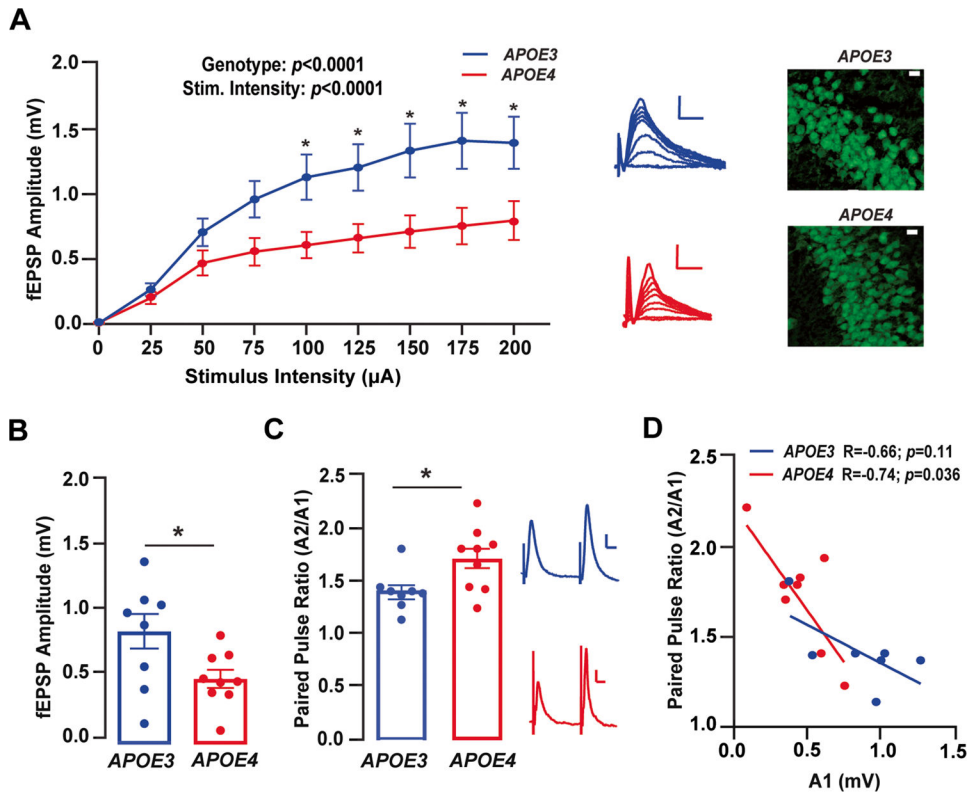 A
APOE3
APOE4
Genotype: p<0.0001
Stim. Intensity: p<0.0001
fEPSP Amplitude (mV)
2.0
1.5
1.0
0.5
0.0
* * * * *
0 25 50 75 100 125 150 175 200
Stimulus Intensity (µA)
APOE3
APOE4
B
fEPSP Amplitude (mV)
2.0
1.5
1.0
0.5
0.0
*
APOE3 APOE4
C
Paired Pulse Ratio (A2/A1)
2.5
2.0
1.5
1.0
0.5
0.0
*
APOE3 APOE4
D
APOE3 R=-0.66; p=0.11
APOE4 R=-0.74; p=0.036
Paired Pulse Ratio (A2/A1)
2.5
2.0
1.5
1.0
0.0 0.5 1.0 1.5
A1 (mV)